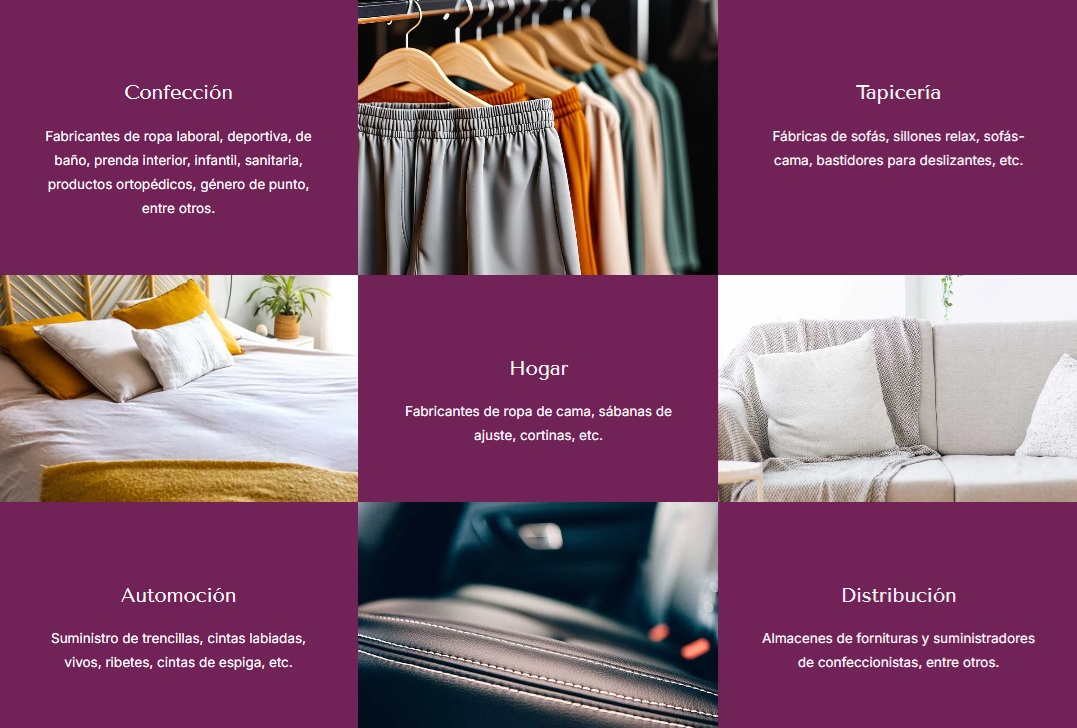 Confección
Fabricantes de ropa laboral, deportiva, de
baño, prenda interior, infantil, sanitaria,
productos ortopédicos, género de punto,
entre otros.
Tapicería
Fábricas de sofás, sillones relax, sofás-
cama, bastidores para deslizantes, etc.
Hogar
Fabricantes de ropa de cama, sábanas de
ajuste, cortinas, etc.
Automoción
Suministro de trencillas, cintas labiadas,
vivos, ribetes, cintas de espiga, etc.
Distribución
Almacenes de fornituras y suministradores
de confeccionistas, entre otros.